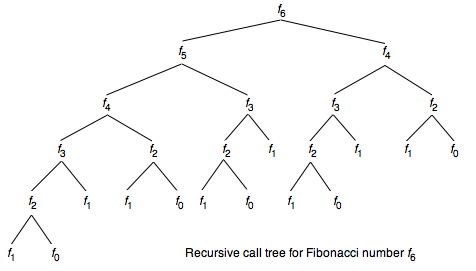 f6
f5 f4
f4 f3 f3 f2
f3 f2 f2 f1 f2 f1 f1 f0
f2 f1 f1 f0 f1 f0 f1 f0
f1 f0
Recursive call tree for Fibonacci number f6